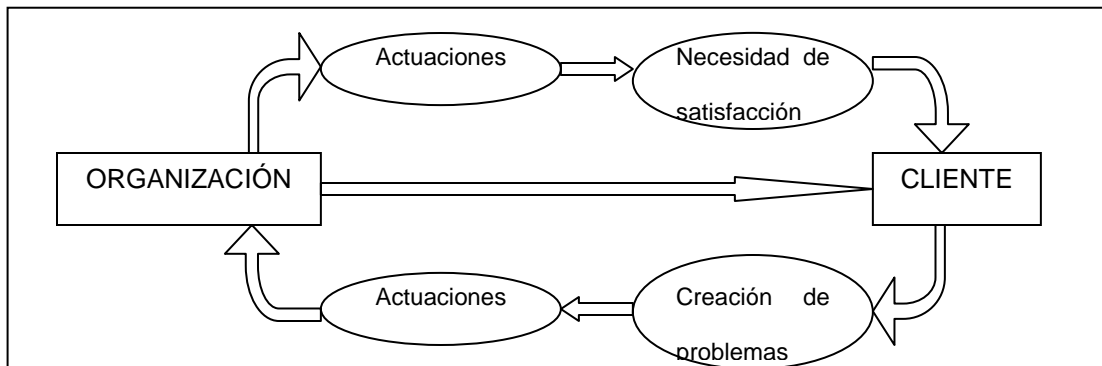 Actuaciones
Necesidad de
satisfacción
ORGANIZACIÓN
CLIENTE
Actuaciones
Creación de
problemas